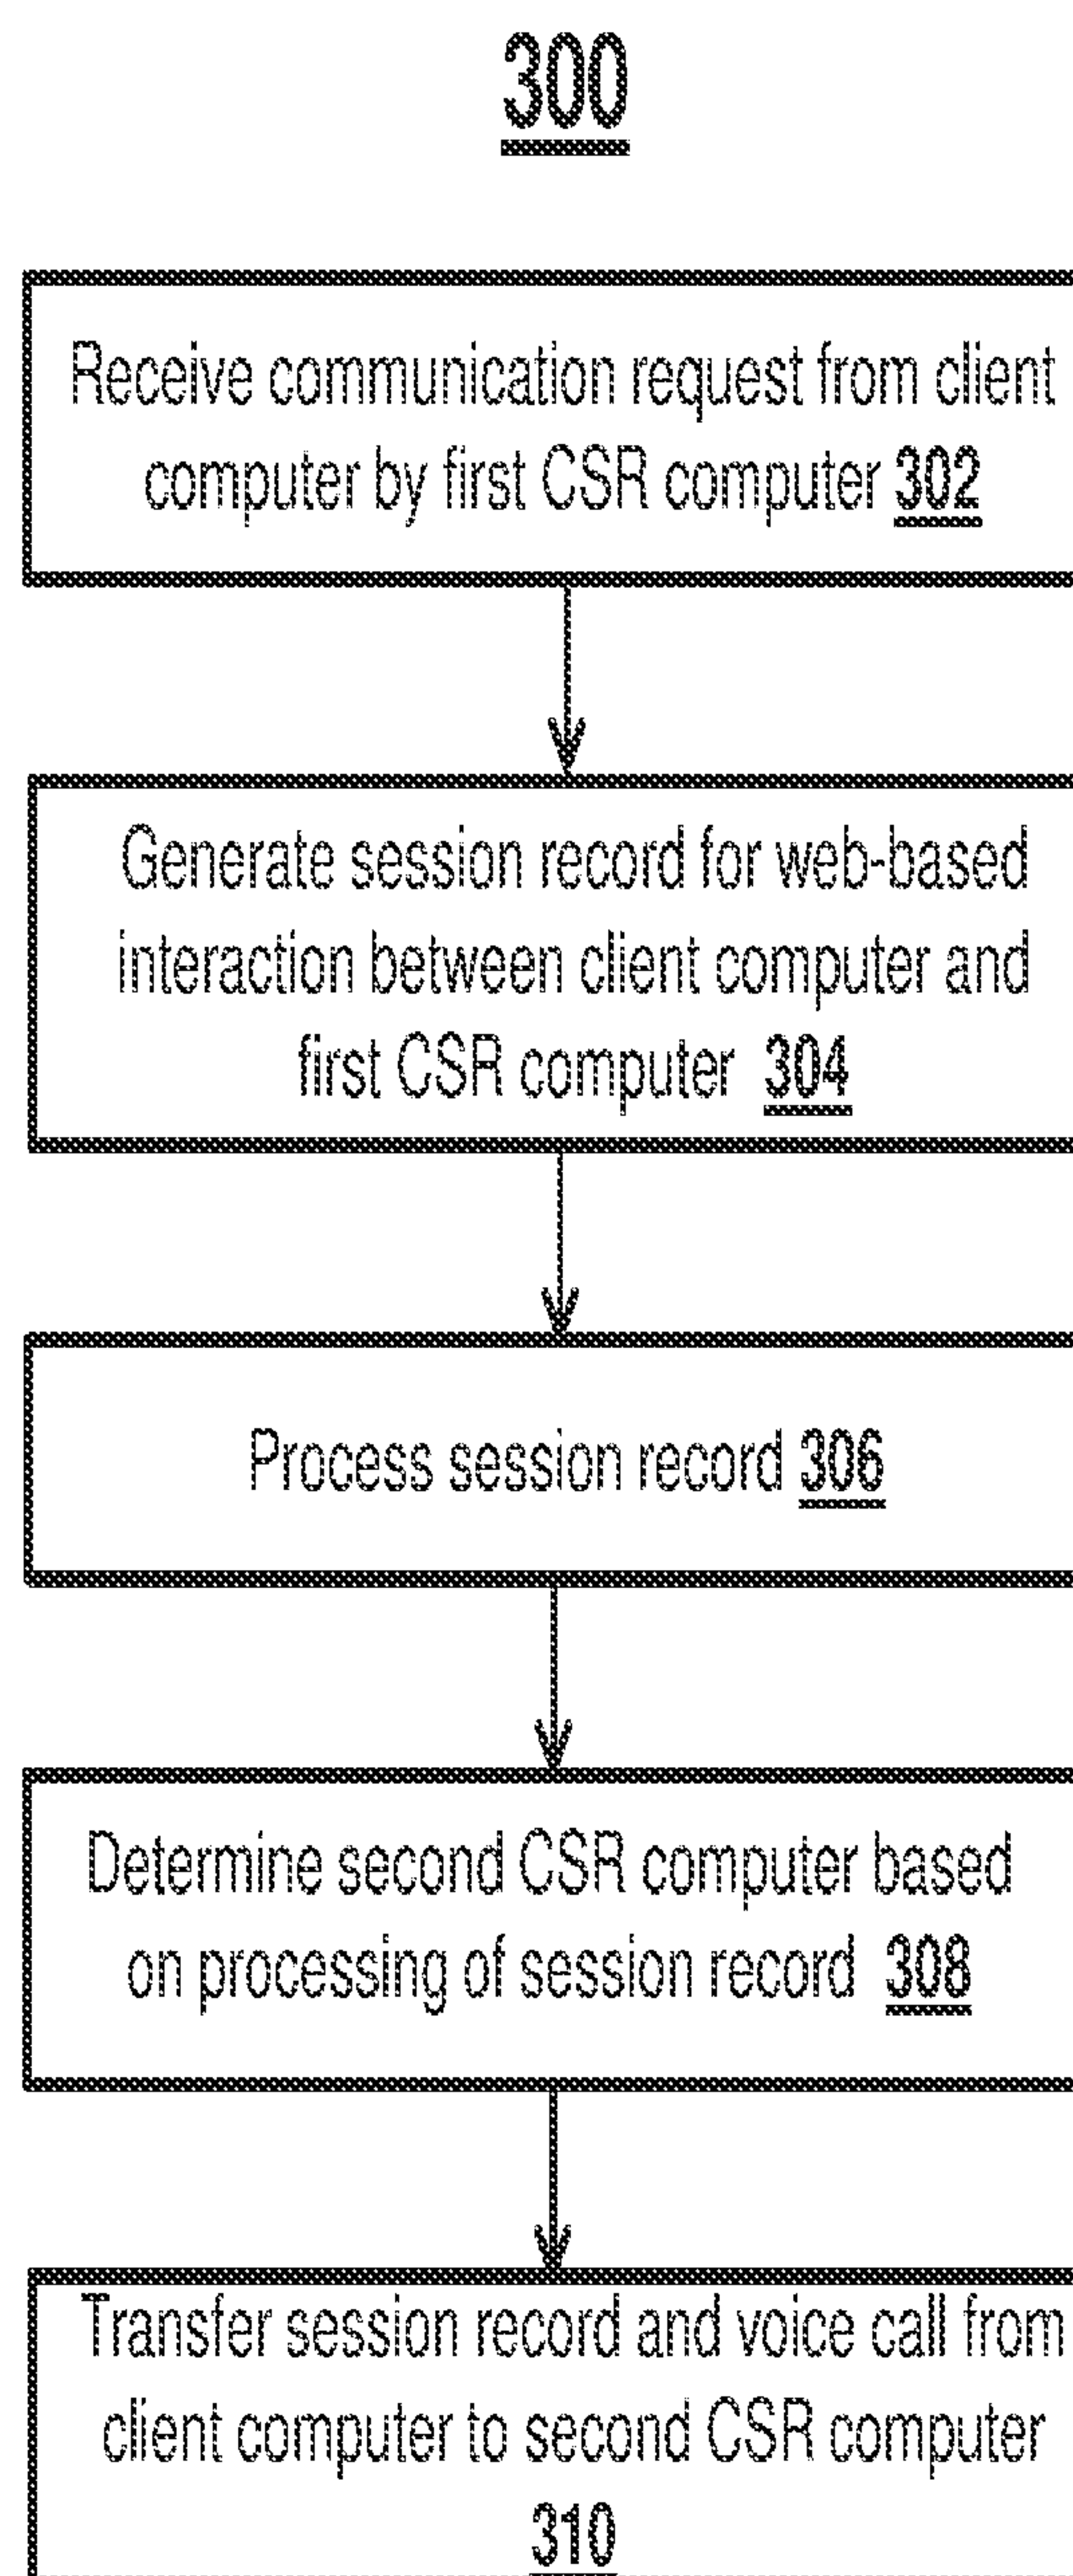 300
Receive communication request from client
computer by first CSR computer 302
Generate session record for web-based
interaction between client computer and
first CSR computer 304
Process session record 306
Determine second CSR computer based
on processing of session record 308
Transfer session record and voice call from
client computer to second CSR computer
310